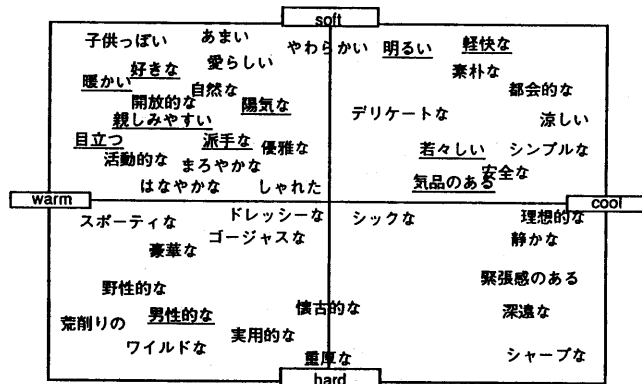 soft
子供っぽい
あまい
やわらかい
明るい
軽快な
好きな
愛らしい
素朴な
暖かい
自然な
都会的な
開放的な
陽気な
デリケートな
親しみやすい
涼しい
目立つ
派手な
優雅な
若々しい
シンプルな
活動的な
まろやかな
安全な
はなやかな
しゃれた
気品のある
warm
cool
スポーティな
ドレッシーな
シックな
理想的な
ゴージャスな
静かな
豪華な
緊張感のある
野性的な
懐古的な
深遠な
荒削りの
男性的な
実用的な
ワイルドな
重厚な
シャープな
hard